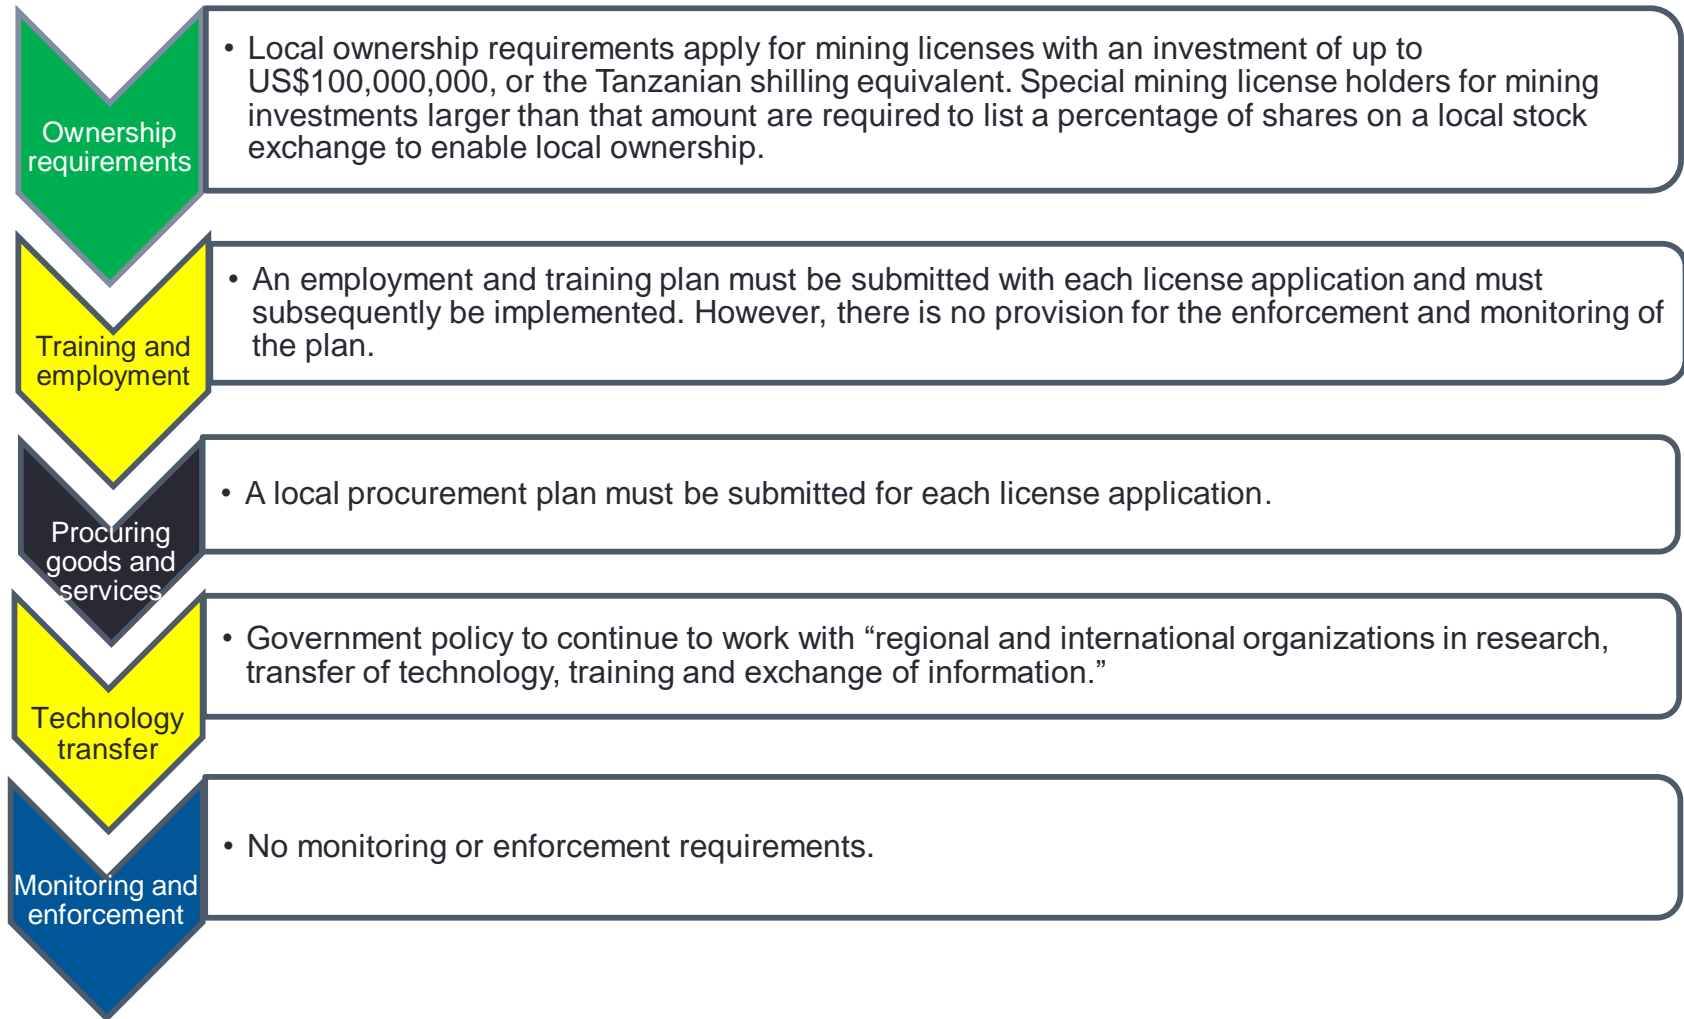 Ownership
requirements
• Local ownership requirements apply for mining licenses with an investment of up to
US$100,000,000, or the Tanzanian shilling equivalent. Special mining license holders for mining
investments larger than that amount are required to list a percentage of shares on a local stock
exchange to enable local ownership.
Training and
employment
• An employment and training plan must be submitted with each license application and must
subsequently be implemented. However, there is no provision for the enforcement and monitoring of
the plan.
Procuring
goods and
services
• A local procurement plan must be submitted for each license application.
Technology
transfer
• Government policy to continue to work with “regional and international organizations in research,
transfer of technology, training and exchange of information.”
Monitoring and
enforcement
• No monitoring or enforcement requirements.